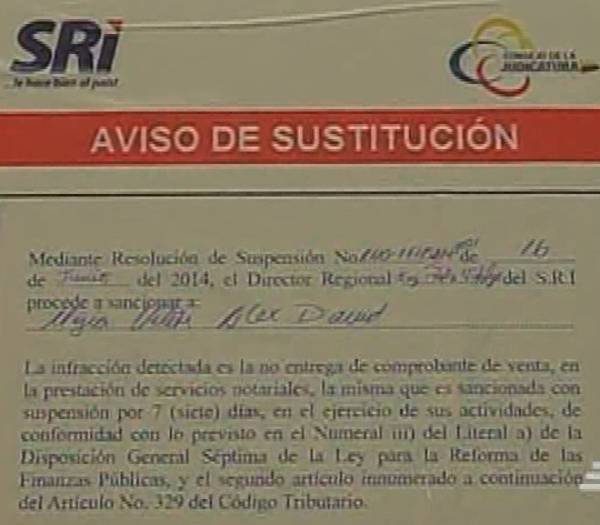 SRi
...le hace bien al país!
CONSEJO DE LA
JUDICATURA
AVISO DE SUSTITUCIÓN
Mediante Resolución de Suspensión No. de 16
de Junio del 2014, el Director Regional del S.R.I
procede a sancionar a:
Alex David
La infracción detectada es la no entrega de comprobante de venta, en
la prestación de servicios notariales, la misma que es sancionada con
suspensión por 7 (siete) días, en el ejercicio de sus actividades, de
conformidad con lo previsto en el Numeral iii) del Literal a) de la
Disposición General Séptima de la Ley para la Reforma de las
Finanzas Públicas, y el segundo artículo innumerado a continuación
del Artículo No. 329 del Código Tributario.